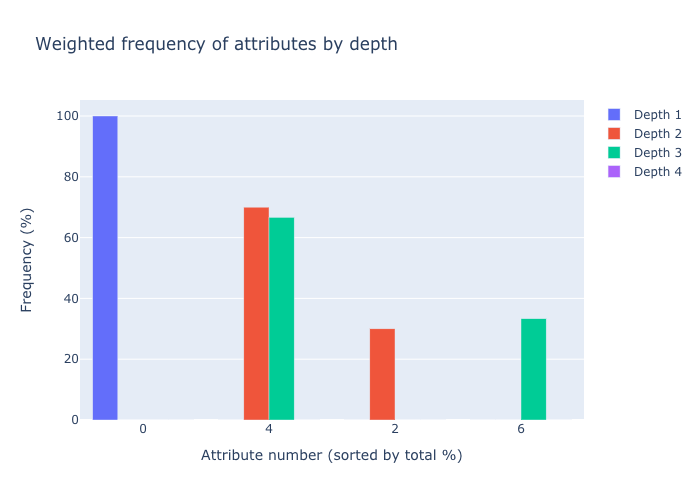 Weighted frequency of attributes by depth
Frequency (%)
100
80
60
40
20
0
0
4
2
6
Attribute number (sorted by total %)
Depth 1
Depth 2
Depth 3
Depth 4